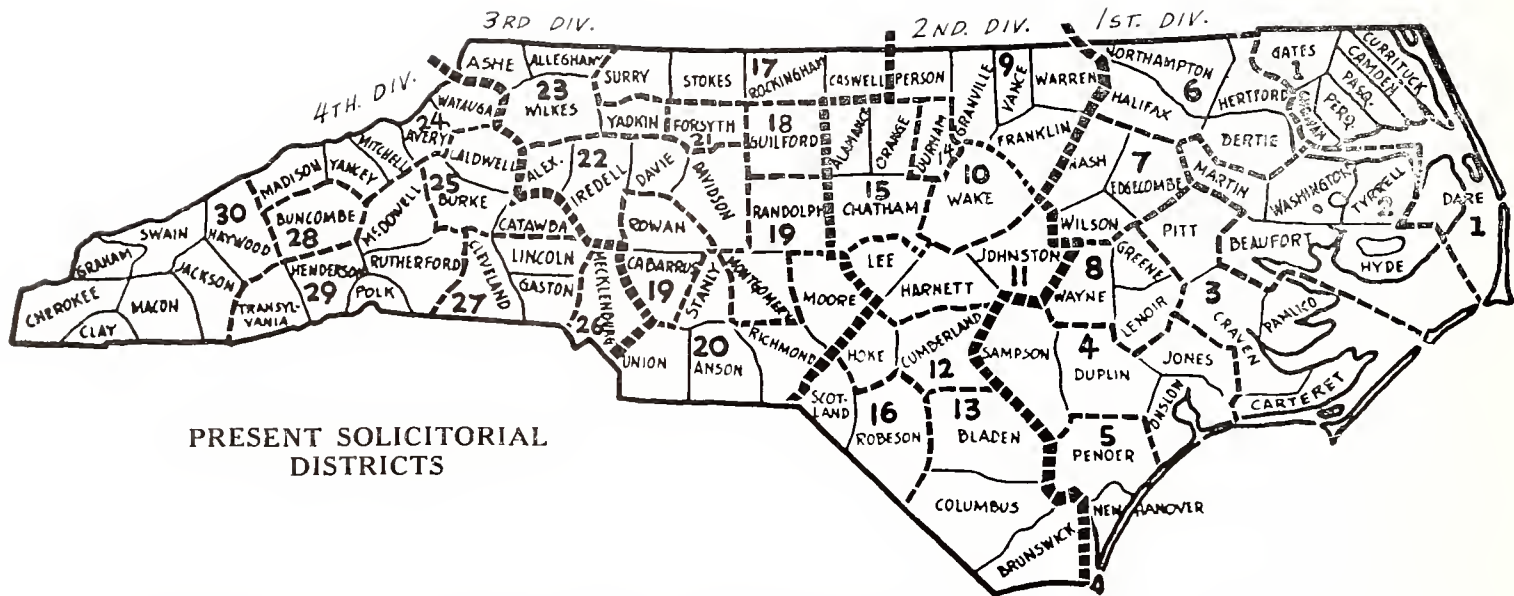 3RD DIV.
2ND. DIV.
1ST. DIV.
4TH. DIV.
ASHE
ALLEGHANY
SURRY
STOKES
17
ROCKINGHAM
CASWELL
PERSON
GRANVILLE
9
VANCE
WARREN
NORTHAMPTON
6
GATES
1
CURRITUCK
CAMDEN
PASQ.
PERQ.
CHOWAN
HERTFORD
HALIFAX
BERTIE
WATAUGA
23
WILKES
YADKIN
FORSYTH
21
18
GUILFORD
ALAMANCE
ORANGE
DURHAM
14
FRANKLIN
NASH
7
EDGECOMBE
MARTIN
WASHINGTON
TYRRELL
DARE
1
24
AVERY
MITCHELL
YANCEY
MADISON
CALDWELL
ALEX.
22
IREDELL
DAVIE
DAVIDSON
RANDOLPH
19
15
CHATHAM
10
WAKE
WILSON
PITT
BEAUFORT
HYDE
25
BURKE
MCDOWELL
BUNCOMBE
28
30
HAYWOOD
SWAIN
GRAHAM
JACKSON
CHEROKEE
MACON
CLAY
TRANSYL-
VANIA
HENDERSON
29
POLK
RUTHERFORD
27
CLEVELAND
CATAWBA
LINCOLN
GASTON
26
MECKLENBURG
ROWAN
CABARRUS
19
STANLY
MONTGOMERY
MOORE
LEE
HARNETT
JOHNSTON
11
8
WAYNE
GREENE
LENOIR
3
CRAVEN
PAMLICO
UNION
20
ANSON
RICHMOND
HOKE
CUMBERLAND
12
SAMPSON
4
DUPLIN
JONES
ONSLOW
CARTERET
SCOT-
LAND
16
ROBESON
13
BLADEN
5
PENDER
COLUMBUS
NEW HANOVER
BRUNSWICK
PRESENT SOLICITORIAL
DISTRICTS